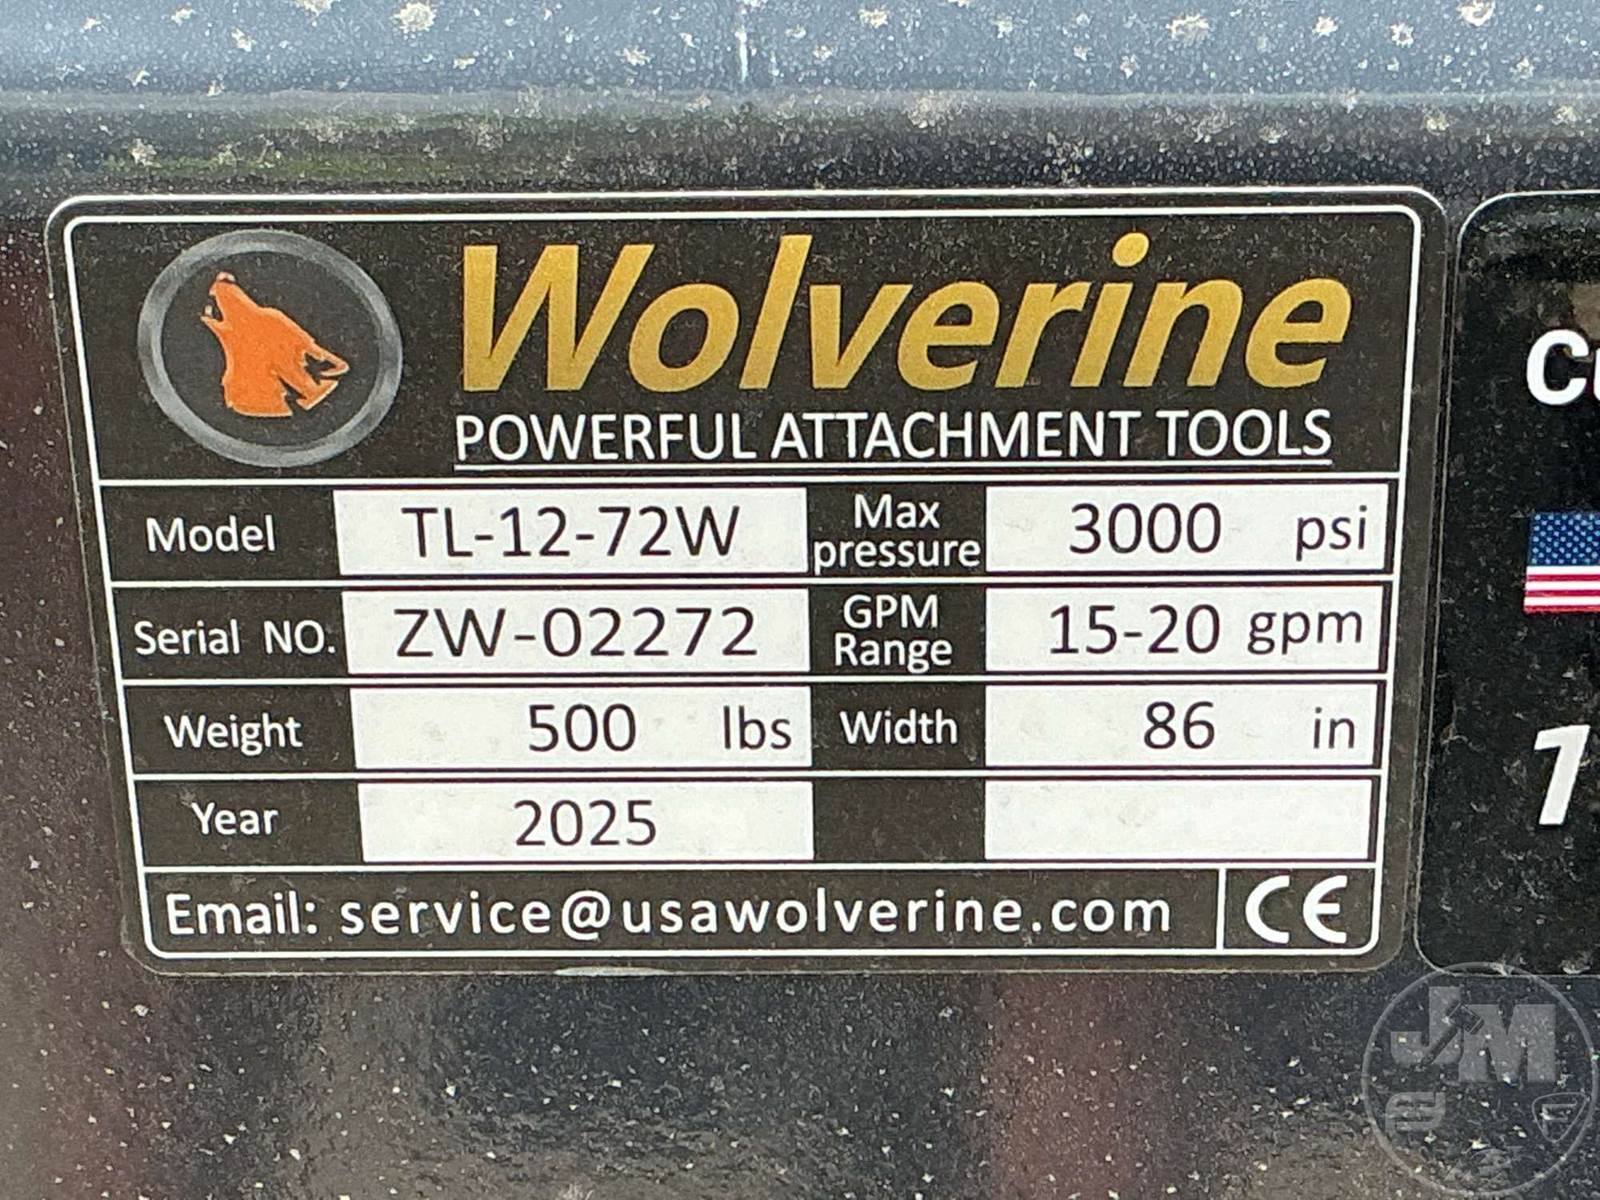 Wolverine
POWERFUL ATTACHMENT TOOLS
Model TL-12-72W Max pressure 3000 psi
Serial NO. ZW-02272 GPM Range 15-20 gpm
Weight 500 lbs Width 86 in
Year 2025
Email: service@usawolverine.com CE
JM